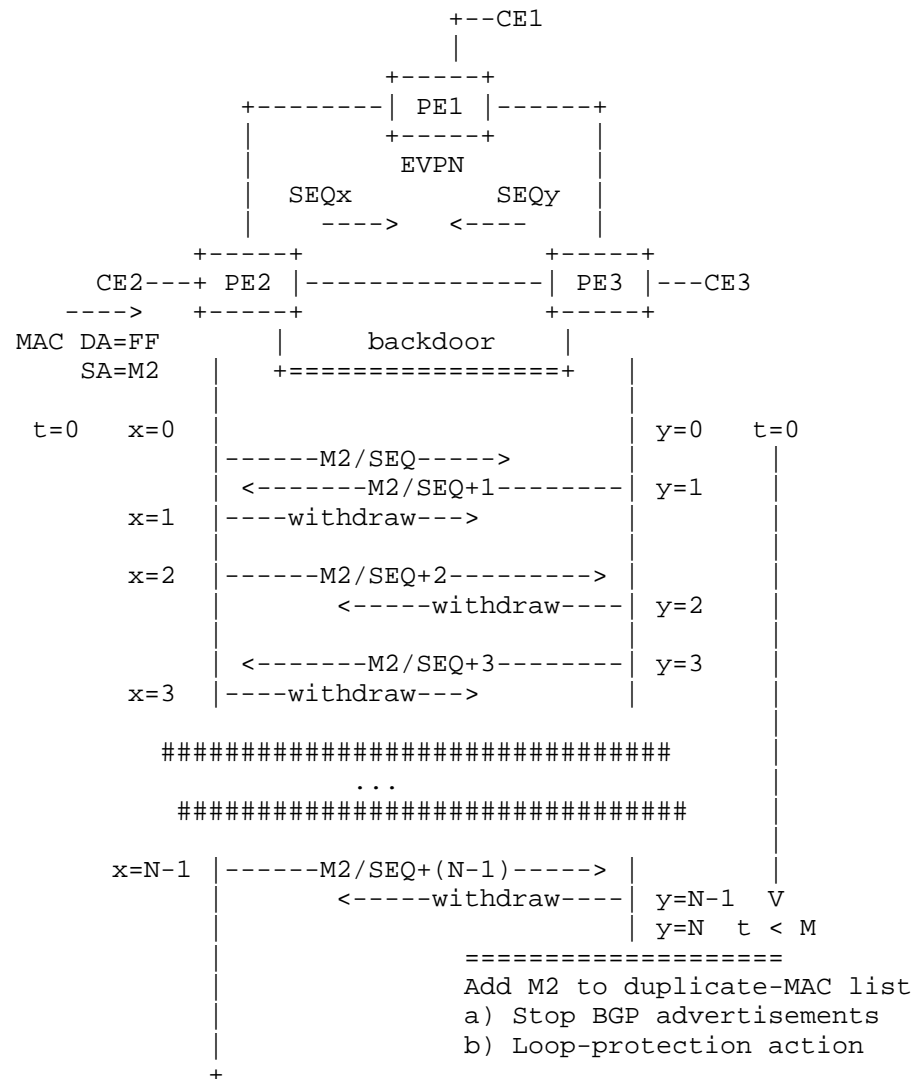 +--CE1
|
+-----+
+--------| PE1 |------+
| +-----+ |
| EVPN |
| SEQx SEQy |
| ----> <---- |
+-----+ +-----+
CE2---+ PE2 |---------------| PE3 |---CE3
----> +-----+ +-----+
MAC DA=FF | backdoor |
SA=M2 | +=================+ |
| |
t=0 x=0 | | y=0 t=0
|------M2/SEQ-----> | |
| <-------M2/SEQ+1--------| y=1 |
x=1 |----withdraw---> | |
| | |
x=2 |------M2/SEQ+2---------> | |
| <-----withdraw----| y=2 |
| | |
| <-------M2/SEQ+3--------| y=3 |
x=3 |----withdraw---> | |
|
################################ |
... |
################################ |
|
x=N-1 |------M2/SEQ+(N-1)-----> | |
| <-----withdraw----| y=N-1 V
| | y=N t < M
| ====================
| Add M2 to duplicate-MAC list
| a) Stop BGP advertisements
| b) Loop-protection action
+